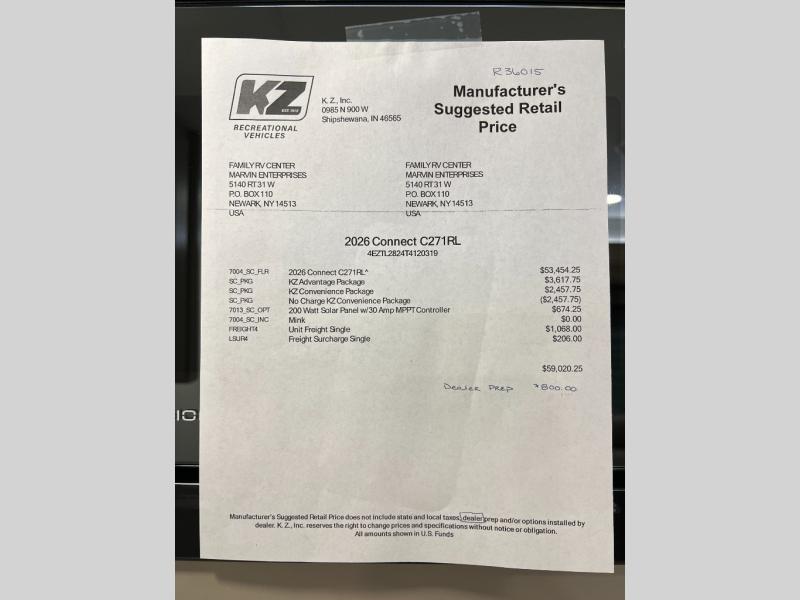 R36015
KZ
EST. 1972
RECREATIONAL
VEHICLES
K. Z., Inc.
0985 N 900 W
Shipshewana, IN 46565
Manufacturer's
Suggested Retail
Price
FAMILY RV CENTER
MARVIN ENTERPRISES
5140 RT 31 W
P.O. BOX 110
NEWARK, NY 14513
USA
FAMILY RV CENTER
MARVIN ENTERPRISES
5140 RT 31 W
P.O. BOX 110
NEWARK, NY 14513
USA
2026 Connect C271RL
4EZTL2824T4120319
7004_SC_FLR 2026 Connect C271RL^ $53,454.25
SC_PKG KZ Advantage Package $3,617.75
SC_PKG KZ Convenience Package $2,457.75
SC_PKG No Charge KZ Convenience Package ($2,457.75)
7013_SC_OPT 200 Watt Solar Panel w/30 Amp MPPT Controller $674.25
7004_SC_INC Mink $0.00
FREIGHT4 Unit Freight Single $1,068.00
LSUR4 Freight Surcharge Single $206.00
$59,020.25
Dealer Prep $800.00
Manufacturer's Suggested Retail Price does not include state and local taxes, dealer prep and/or options installed by
dealer. K. Z., Inc. reserves the right to change prices and specifications without notice or obligation.
All amounts shown in U.S. Funds